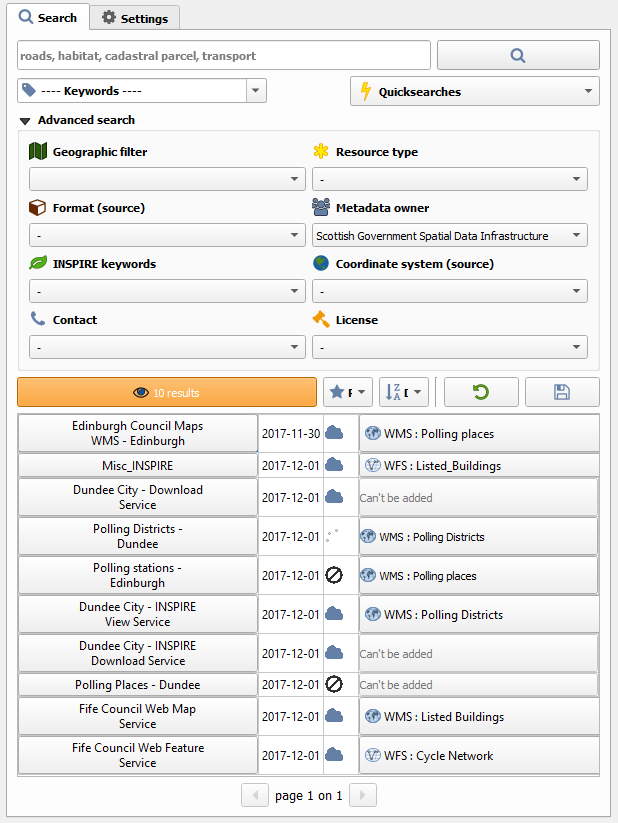 Search
Settings
roads, habitat, cadastral parcel, transport
---- Keywords ----
Quicksearches
Advanced search
Geographic filter
Resource type
-
Format (source)
Metadata owner
-
Scottish Government Spatial Data Infrastructure
INSPIRE keywords
Coordinate system (source)
-
-
Contact
License
-
-
10 results
Edinburgh Council Maps
WMS - Edinburgh
2017-11-30
WMS : Polling places
Misc_INSPIRE
2017-12-01
WFS : Listed_Buildings
Dundee City - Download
Service
2017-12-01
Can't be added
Polling Districts -
Dundee
2017-12-01
WMS : Polling Districts
Polling stations -
Edinburgh
2017-12-01
WMS : Polling places
Dundee City - INSPIRE
View Service
2017-12-01
WMS : Polling Districts
Dundee City - INSPIRE
Download Service
2017-12-01
Can't be added
Polling Places - Dundee
2017-12-01
Can't be added
Fife Council Web Map
Service
2017-12-01
WMS : Listed Buildings
Fife Council Web Feature
Service
2017-12-01
WFS : Cycle Network
page 1 on 1